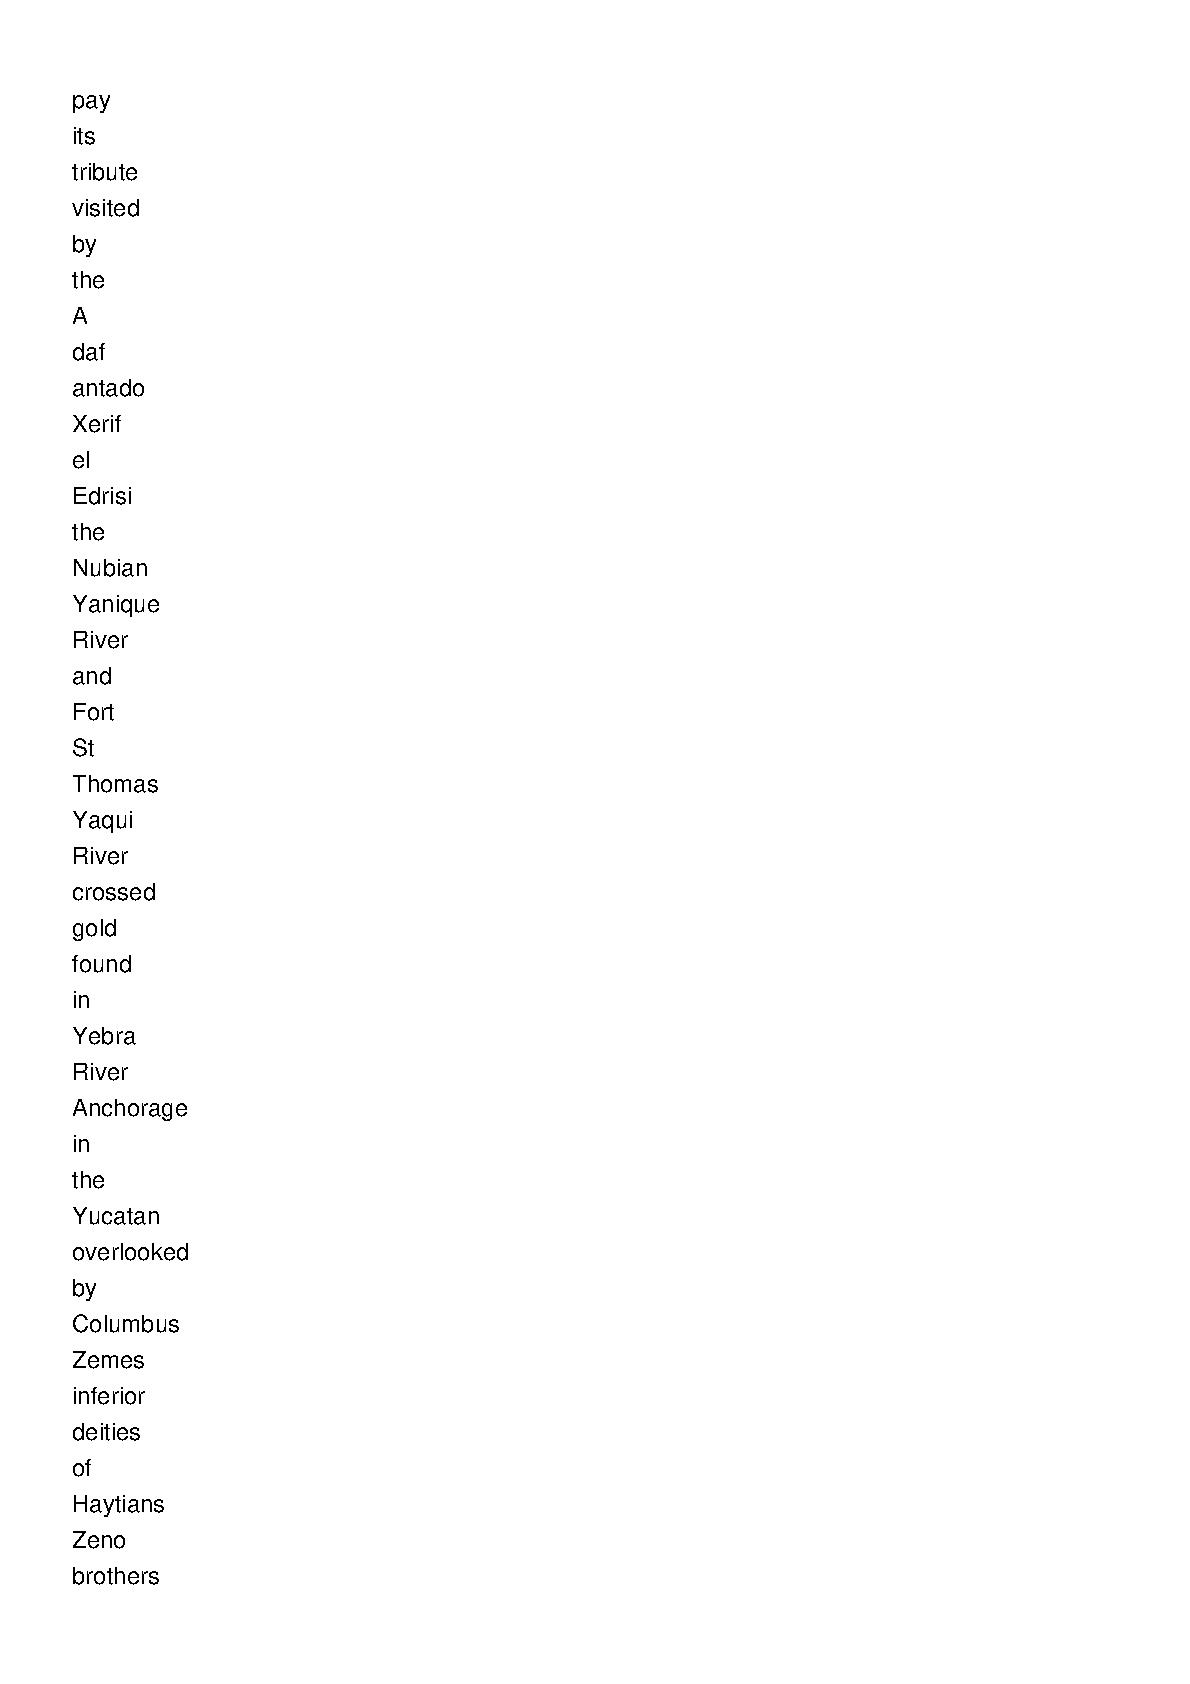 pay
its
tribute
visited
by
the
A
daf
antado
Xerif
el
Edrisi
the
Nubian
Yanique
River
and
Fort
St
Thomas
Yaqui
River
crossed
gold
found
in
Yebra
River
Anchorage
in
the
Yucatan
overlooked
by
Columbus
Zemes
inferior
deities
of
Haytians
Zeno
brothers